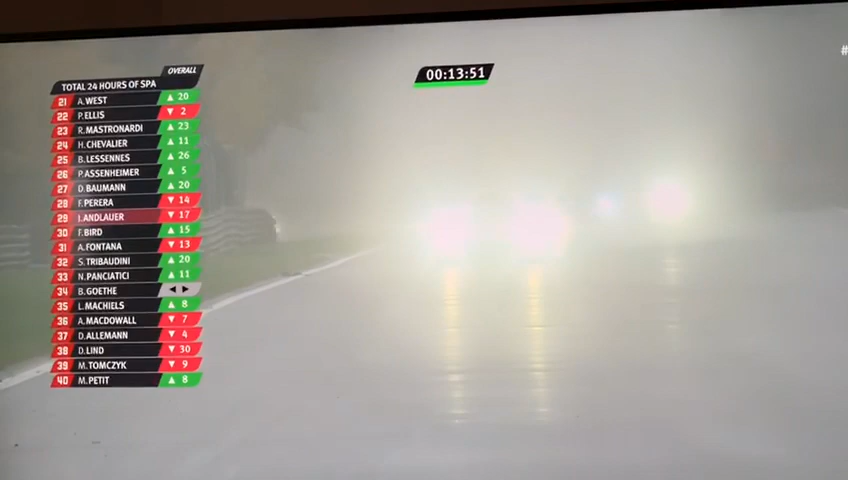 OVERALL
TOTAL 24 HOURS OF SPA
21 A.WEST ▲ 20
22 P.ELLIS ▼ 2
23 R.MASTRONARDI ▲ 23
24 H.CHEVALIER ▲ 11
25 B.LESSENNES ▲ 26
26 P.ASSENHEIMER ▲ 5
27 D.BAUMANN ▲ 20
28 F.PERERA ▼ 14
29 J.ANDLAUER ▼ 17
30 F.BIRD ▲ 15
31 A.FONTANA ▼ 13
32 S.TRIBAUDINI ▲ 20
33 N.PANCIATICI ▲ 11
34 B.GOETHE ◀ ▶
35 L.MACHIELS ▲ 8
36 A.MACDOWALL ▼ 7
37 D.ALLEMANN ▼ 4
38 D.LIND ▼ 30
39 M.TOMCZYK ▼ 9
40 M.PETIT ▲ 8
00:13:51
#